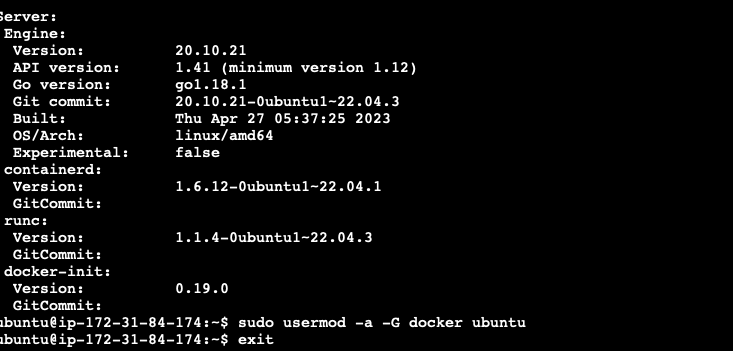 Server:
Engine:
Version: 20.10.21
API version: 1.41 (minimum version 1.12)
Go version: go1.18.1
Git commit: 20.10.21-0ubuntu1~22.04.3
Built: Thu Apr 27 05:37:25 2023
OS/Arch: linux/amd64
Experimental: false
containerd:
Version: 1.6.12-0ubuntu1~22.04.1
GitCommit:
runc:
Version: 1.1.4-0ubuntu1~22.04.3
GitCommit:
docker-init:
Version: 0.19.0
GitCommit:
ubuntu@ip-172-31-84-174:~$ sudo usermod -a -G docker ubuntu
ubuntu@ip-172-31-84-174:~$ exit